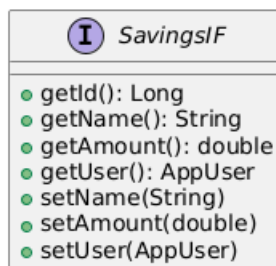 I SavingsIF
getId(): Long
getName(): String
getAmount(): double
getUser(): AppUser
setName(String)
setAmount(double)
setUser(AppUser)